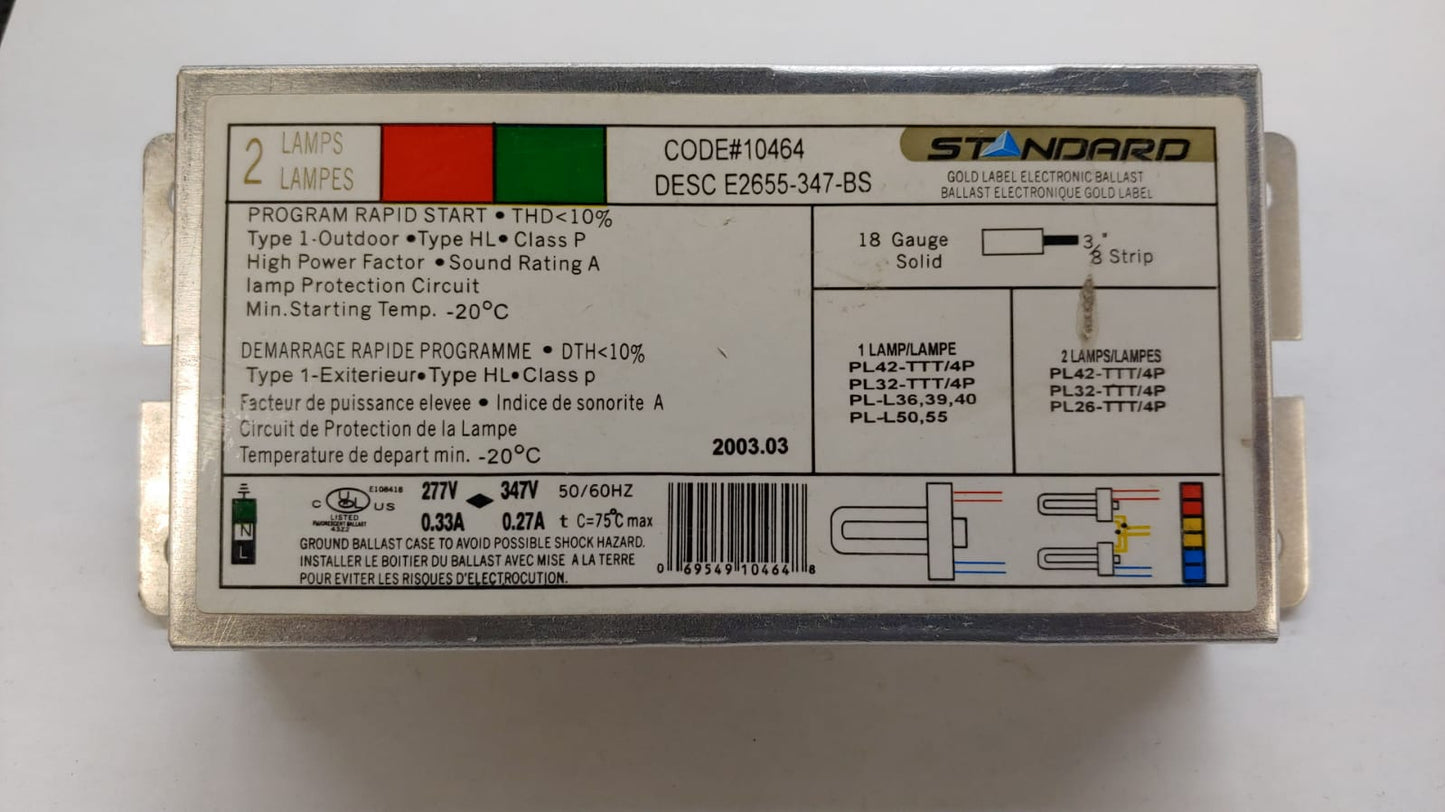 2 LAMPS
LAMPES
CODE#10464
DESC E2655-347-BS
STANDARD
GOLD LABEL ELECTRONIC BALLAST
BALLAST ELECTRONIQUE GOLD LABEL
PROGRAM RAPID START • THD<10%
Type 1-Outdoor • Type HL • Class P
High Power Factor • Sound Rating A
lamp Protection Circuit
Min.Starting Temp. -20°C
DEMARRAGE RAPIDE PROGRAMME • DTH<10%
Type 1-Exiterieur • Type HL • Class p
Facteur de puissance elevee • Indice de sonorite A
Circuit de Protection de la Lampe
Temperature de depart min. -20°C
2003.03
18 Gauge
Solid
3/8" Strip
1 LAMP/LAMPE
PL42-TTT/4P
PL32-TTT/4P
PL-L36,39,40
PL-L50,55
2 LAMPS/LAMPES
PL42-TTT/4P
PL32-TTT/4P
PL26-TTT/4P
N
L
C UL US
E108416
LISTED
FLUORESCENT BALLAST
43Z2
277V 347V 50/60HZ
0.33A 0.27A t C=75°C max
GROUND BALLAST CASE TO AVOID POSSIBLE SHOCK HAZARD.
INSTALLER LE BOITIER DU BALLAST AVEC MISE A LA TERRE
POUR EVITER LES RISQUES D'ELECTROCUTION.
0 69549 10464 8